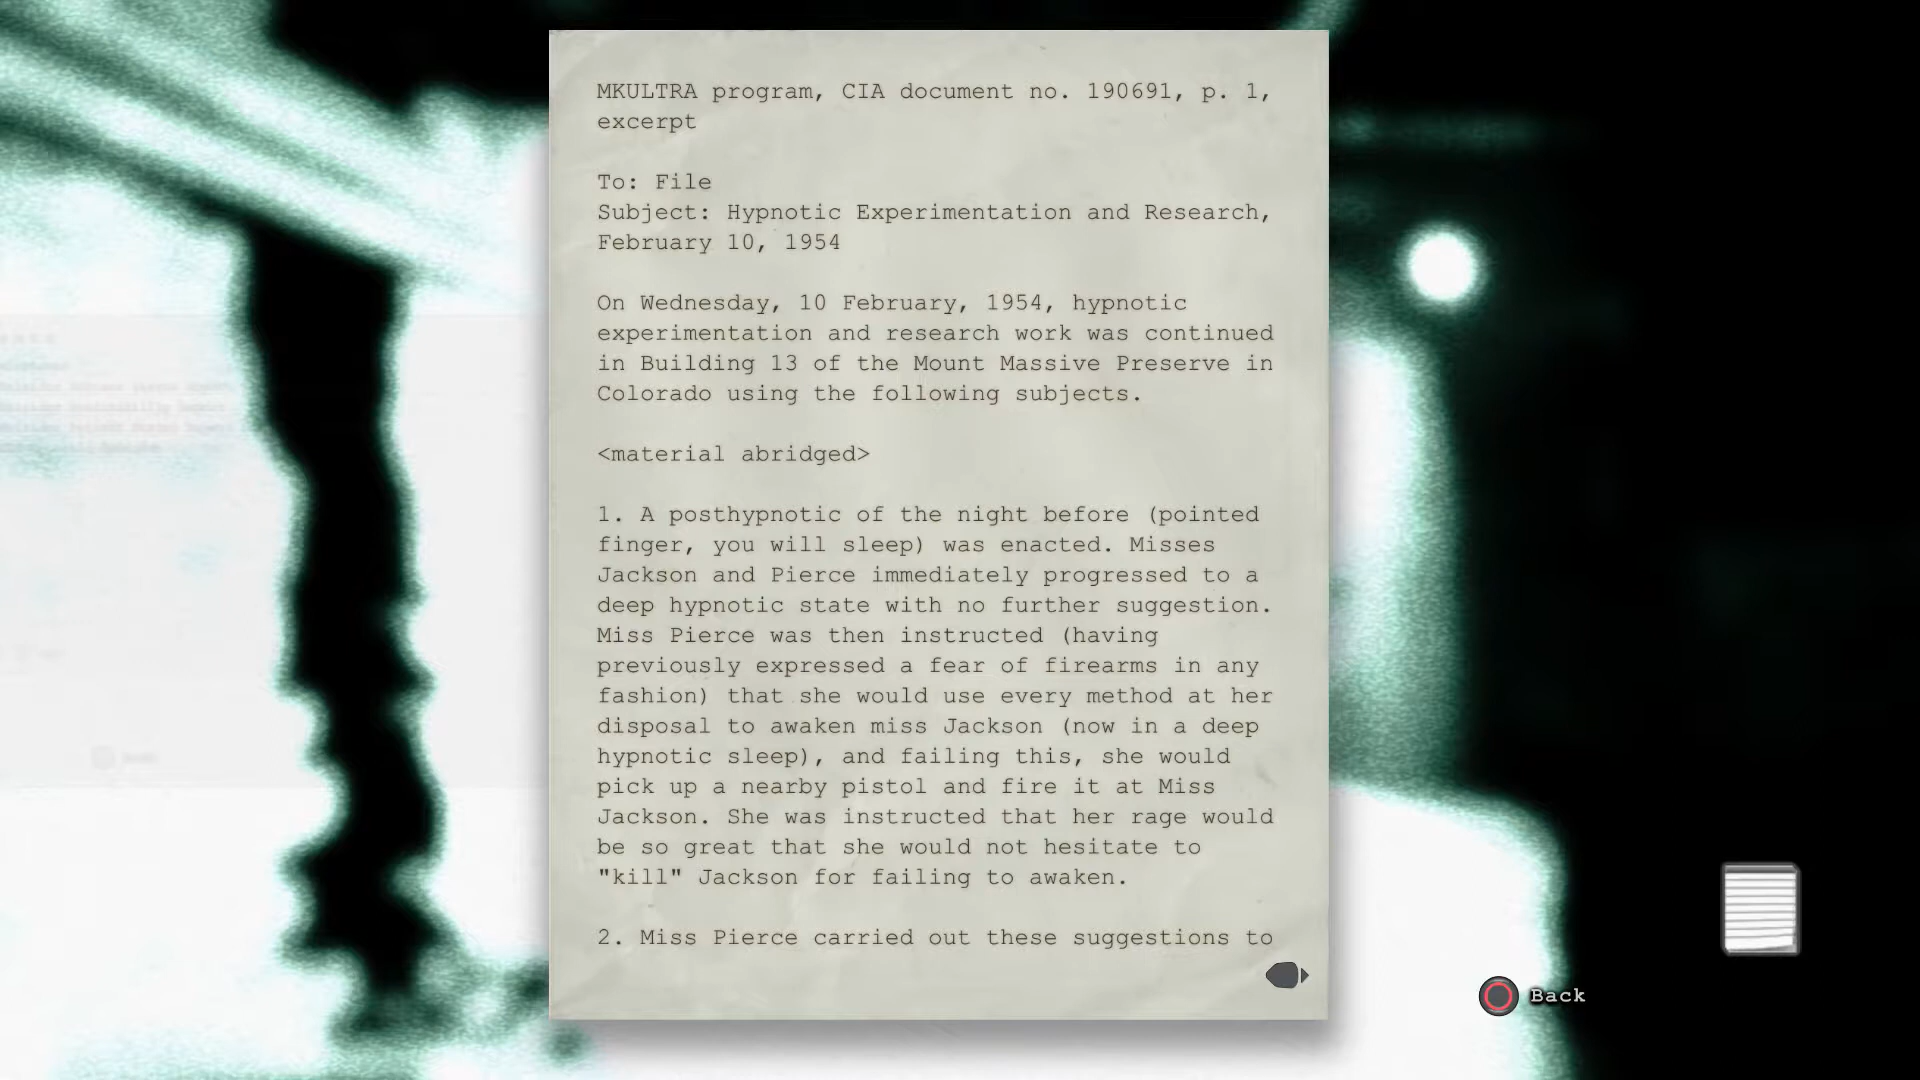 MKULTRA program, CIA document no. 190691, p. 1,
excerpt
To: File
Subject: Hypnotic Experimentation and Research,
February 10, 1954
On Wednesday, 10 February, 1954, hypnotic
experimentation and research work was continued
in Building 13 of the Mount Massive Preserve in
Colorado using the following subjects.
<material abridged>
1. A posthypnotic of the night before (pointed
finger, you will sleep) was enacted. Misses
Jackson and Pierce immediately progressed to a
deep hypnotic state with no further suggestion.
Miss Pierce was then instructed (having
previously expressed a fear of firearms in any
fashion) that she would use every method at her
disposal to awaken miss Jackson (now in a deep
hypnotic sleep), and failing this, she would
pick up a nearby pistol and fire it at Miss
Jackson. She was instructed that her rage would
be so great that she would not hesitate to
"kill" Jackson for failing to awaken.
2. Miss Pierce carried out these suggestions to
Back